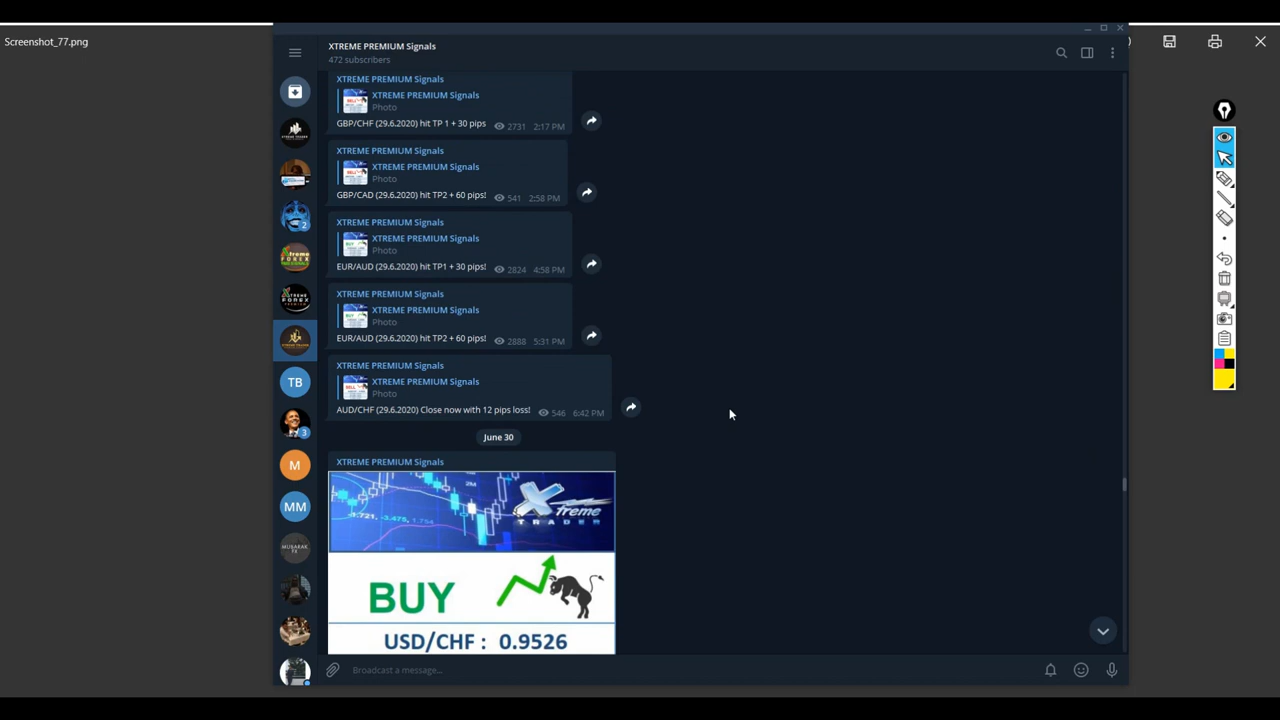 Screenshot_77.png
XTREME PREMIUM Signals
472 subscribers
XTREME PREMIUM Signals
XTREME PREMIUM Signals
Photo
GBP/CHF (29.6.2020) hit TP 1 + 30 pips
2731 2:17 PM
XTREME PREMIUM Signals
XTREME PREMIUM Signals
Photo
GBP/CAD (29.6.2020) hit TP2 + 60 pips!
541 2:58 PM
XTREME PREMIUM Signals
XTREME PREMIUM Signals
Photo
EUR/AUD (29.6.2020) hit TP1 + 30 pips!
2824 4:58 PM
XTREME PREMIUM Signals
XTREME PREMIUM Signals
Photo
EUR/AUD (29.6.2020) hit TP2 + 60 pips!
2888 5:31 PM
XTREME PREMIUM Signals
XTREME PREMIUM Signals
Photo
AUD/CHF (29.6.2020) Close now with 12 pips loss!
546 6:42 PM
June 30
XTREME PREMIUM Signals
Xtreme
TRADER
BUY
USD/CHF : 0.9526
Broadcast a message...
2
TB
3
M
MM
MUBARAK
FX